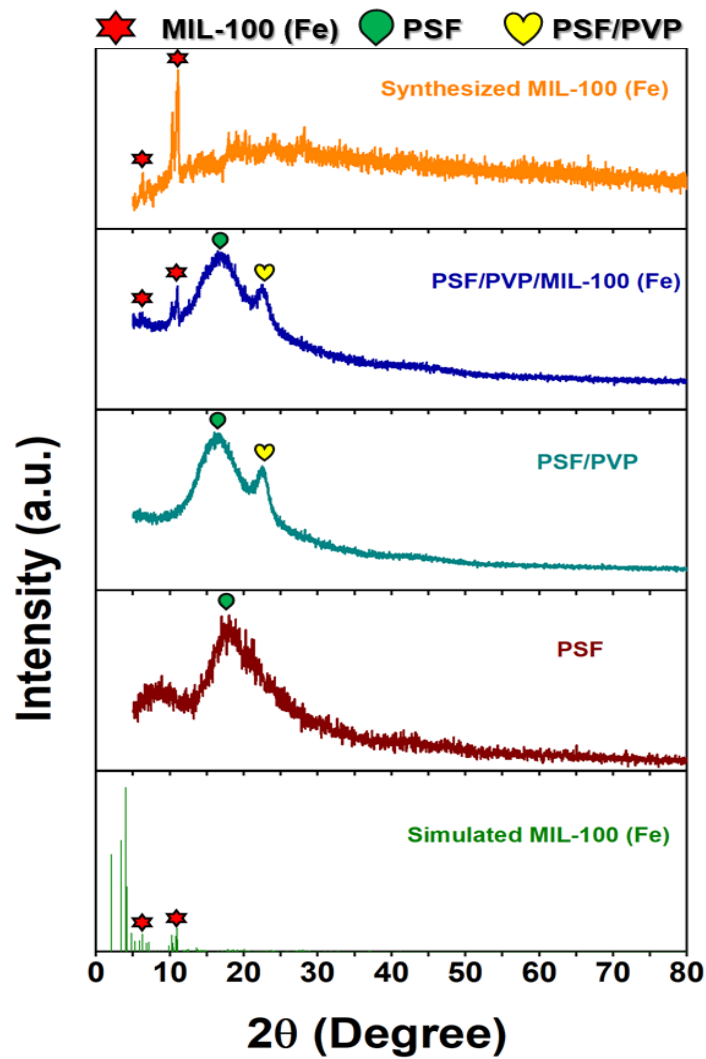 MIL-100 (Fe) PSF PSF/PVP
Synthesized MIL-100 (Fe)
PSF/PVP/MIL-100 (Fe)
PSF/PVP
PSF
Simulated MIL-100 (Fe)
Intensity (a.u.)
0 10 20 30 40 50 60 70 80
2θ (Degree)